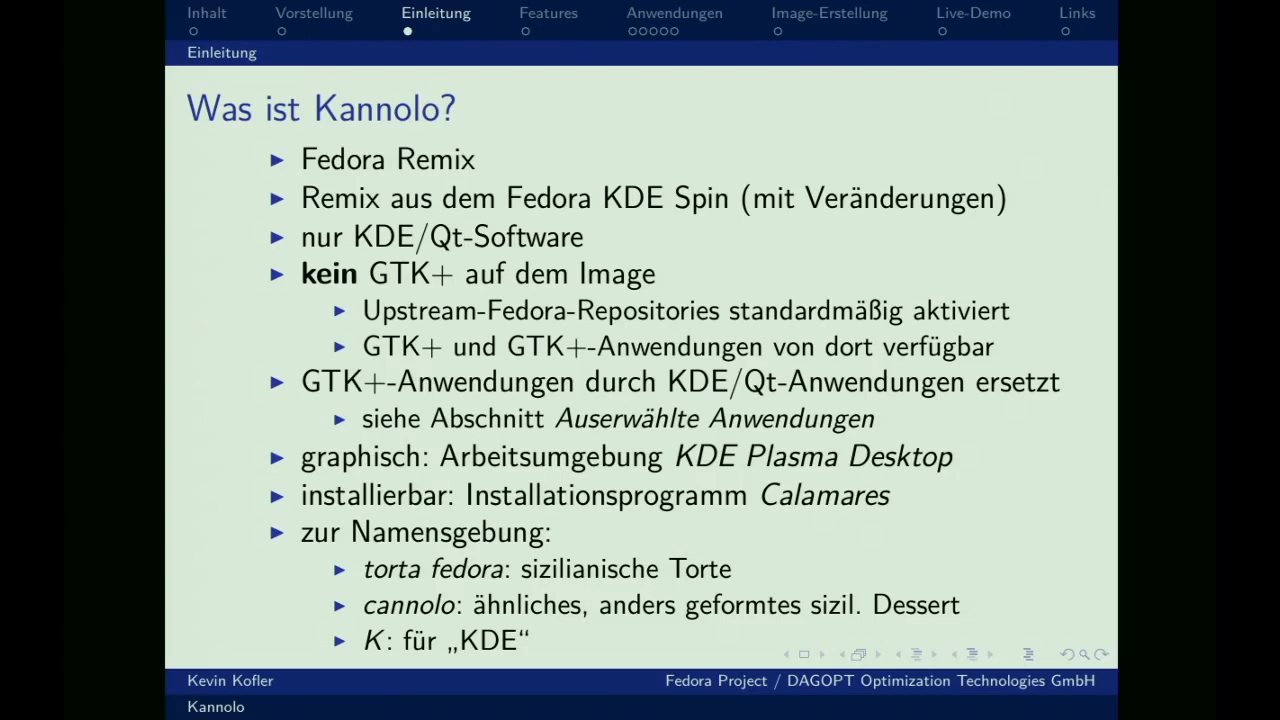 Inhalt Vorstellung Einleitung Features Anwendungen Image-Erstellung Live-Demo Links
Einleitung
Was ist Kannolo?
Fedora Remix
Remix aus dem Fedora KDE Spin (mit Veränderungen)
nur KDE/Qt-Software
kein GTK+ auf dem Image
Upstream-Fedora-Repositories standardmäßig aktiviert
GTK+ und GTK+-Anwendungen von dort verfügbar
GTK+-Anwendungen durch KDE/Qt-Anwendungen ersetzt
siehe Abschnitt Auserwählte Anwendungen
graphisch: Arbeitsumgebung KDE Plasma Desktop
installierbar: Installationsprogramm Calamares
zur Namensgebung:
torta fedora: sizilianische Torte
cannolo: ähnliches, anders geformtes sizil. Dessert
K: für „KDE“
Kevin Kofler Fedora Project / DAGOPT Optimization Technologies GmbH
Kannolo